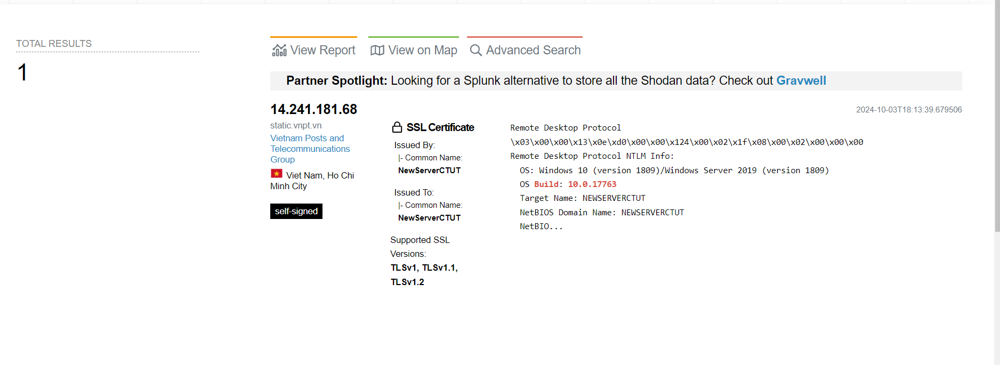 TOTAL RESULTS
1
View Report
View on Map
Advanced Search
Partner Spotlight: Looking for a Splunk alternative to store all the Shodan data? Check out Gravwell
14.241.181.68
static.vnpt.vn
Vietnam Posts and
Telecommunications
Group
Viet Nam, Ho Chi
Minh City
self-signed
SSL Certificate
Issued By:
|- Common Name:
NewServerCTUT
Issued To:
|- Common Name:
NewServerCTUT
Supported SSL
Versions:
TLSv1, TLSv1.1,
TLSv1.2
2024-10-03T18:13:39.679506
Remote Desktop Protocol
\x03\x00\x00\x13\x0e\xd0\x00\x00\x124\x00\x02\x1f\x08\x00\x02\x00\x00\x00
Remote Desktop Protocol NTLM Info:
OS: Windows 10 (version 1809)/Windows Server 2019 (version 1809)
OS Build: 10.0.17763
Target Name: NEWSERVERCTUT
NetBIOS Domain Name: NEWSERVERCTUT
NetBIO...